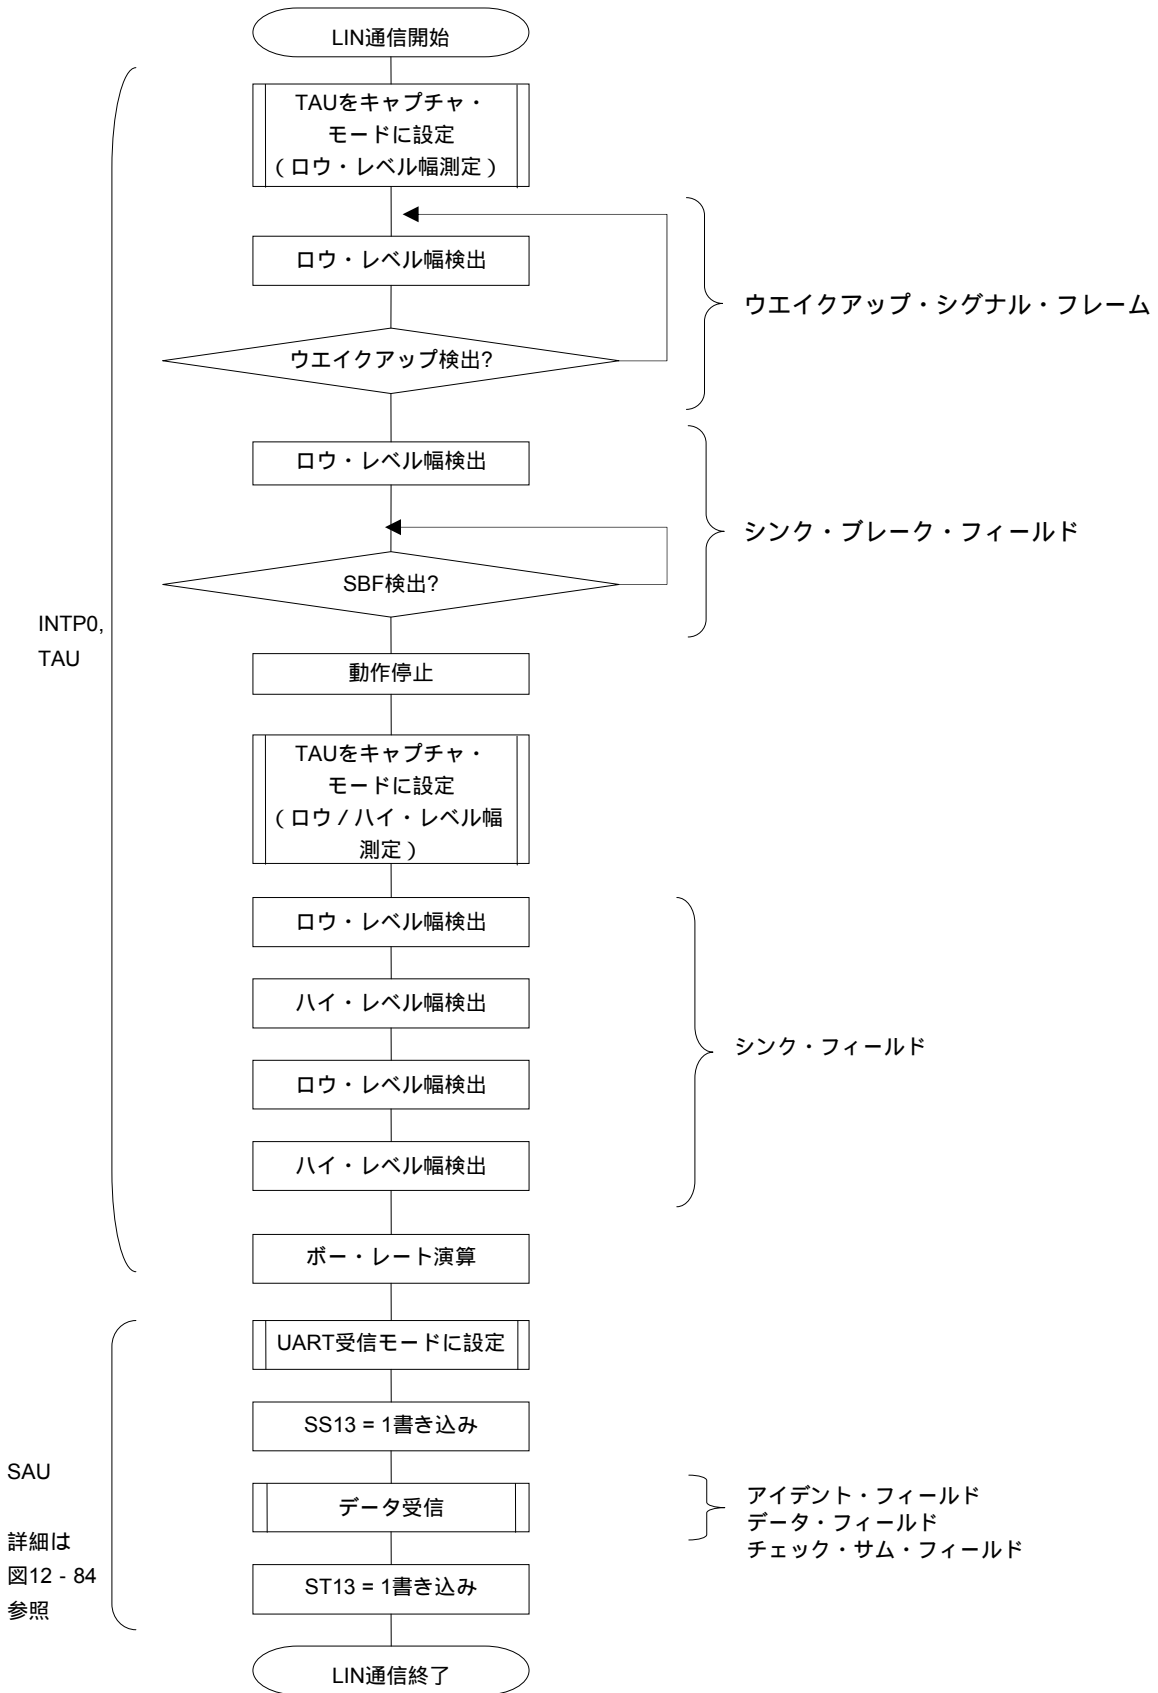 LIN通信開始
TAUをキャプチャ・
モードに設定
(ロウ・レベル幅測定)
ロウ・レベル幅検出
ウエイクアップ検出?
ウエイクアップ・シグナル・フレーム
ロウ・レベル幅検出
SBF検出?
シンク・ブレーク・フィールド
INTP0,
TAU
動作停止
TAUをキャプチャ・
モードに設定
(ロウ/ハイ・レベル幅
測定)
ロウ・レベル幅検出
ハイ・レベル幅検出
ロウ・レベル幅検出
ハイ・レベル幅検出
シンク・フィールド
ボー・レート演算
UART受信モードに設定
SS13 = 1書き込み
データ受信
ST13 = 1書き込み
SAU
詳細は
図12 - 84
参照
アイデント・フィールド
データ・フィールド
チェック・サム・フィールド
LIN通信終了